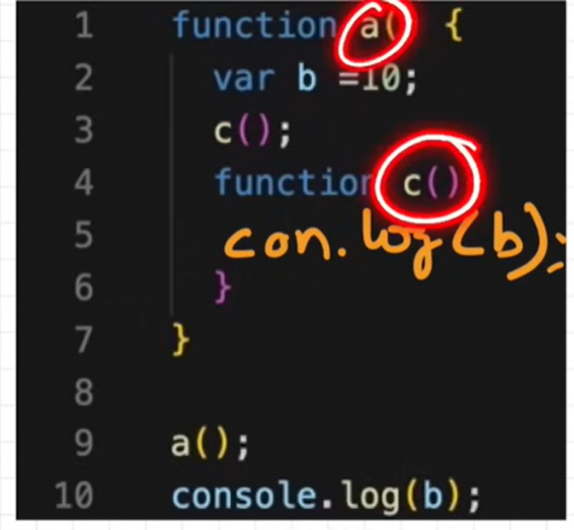 1 function a( {
2 var b =10;
3 c();
4 function c()
5 con.log(b);
6 }
7 }
8
9 a();
10 console.log(b);